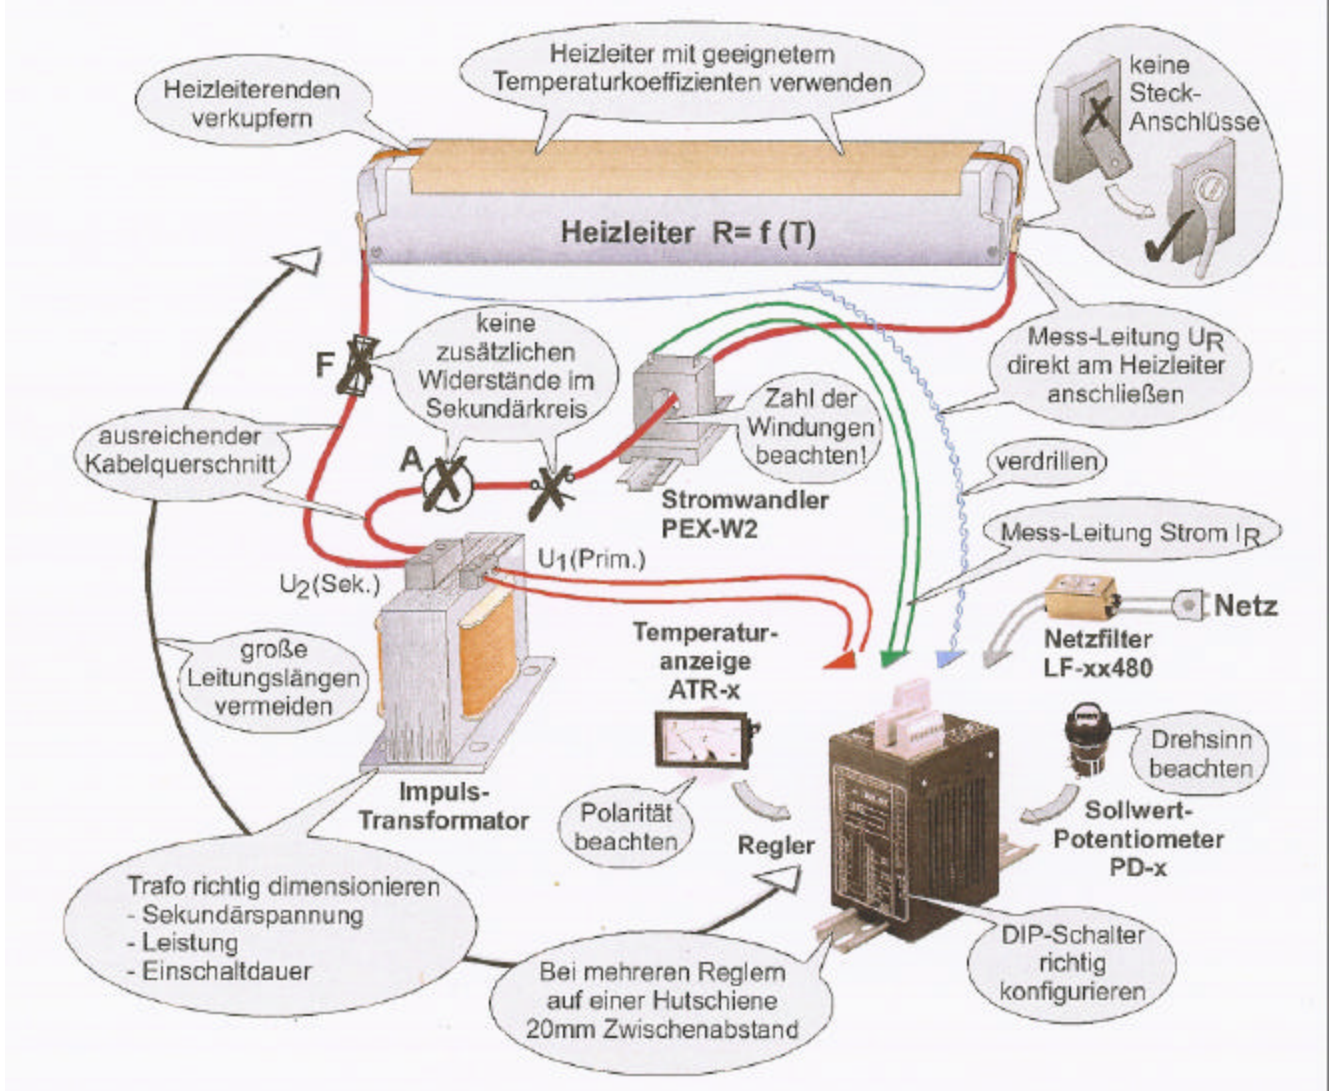 Heizleiter mit geeignetem
Temperaturkoeffizienten verwenden
Heizleiterenden
verkupfern
keine
Steck-
Anschlüsse
Heizleiter R= f (T)
keine
zusätzlichen
Widerstände im
Sekundärkreis
F
Mess-Leitung UR
direkt am Heizleiter
anschließen
Zahl der
Windungen
beachten!
ausreichender
Kabelquerschnitt
A
verdrillen
Stromwandler
PEX-W2
Mess-Leitung Strom IR
U1(Prim.)
U2(Sek.)
Netz
Netzfilter
LF-xx480
Temperatur-
anzeige
ATR-x
große
Leitungslängen
vermeiden
Drehsinn
beachten
Impuls-
Transformator
Polarität
beachten
Regler
Sollwert-
Potentiometer
PD-x
Trafo richtig dimensionieren
- Sekundärspannung
- Leistung
- Einschaltdauer
DIP-Schalter
richtig
konfigurieren
Bei mehreren Reglern
auf einer Hutschiene
20mm Zwischenabstand